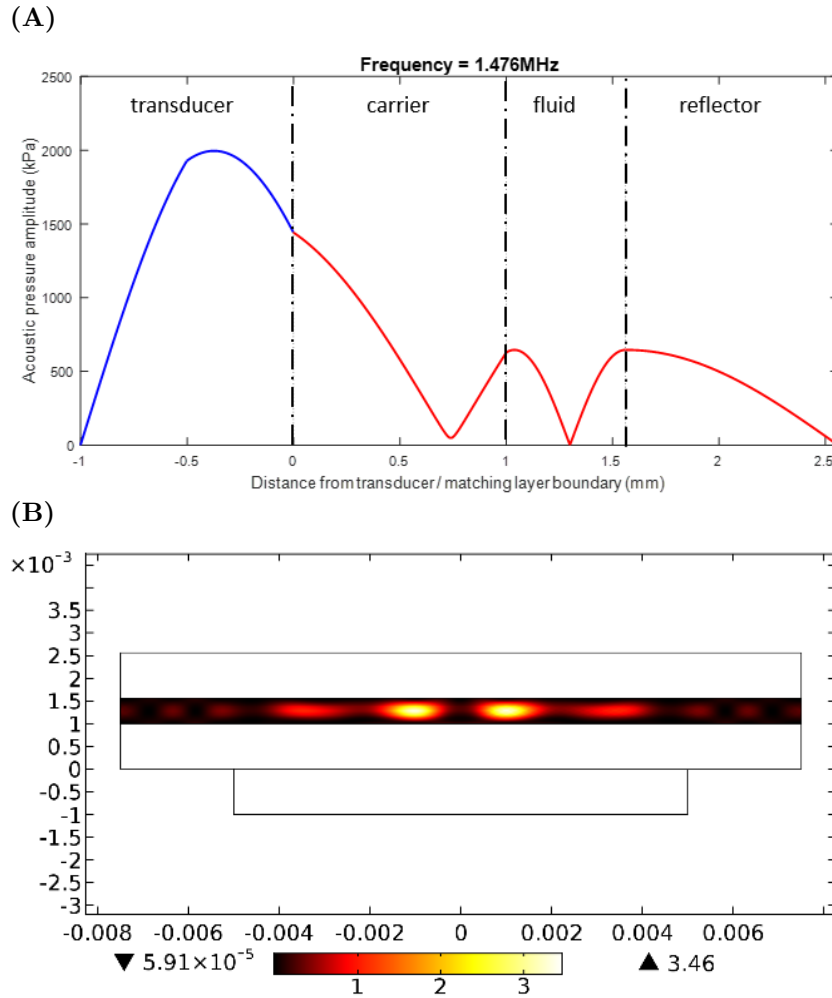 (A)
Frequency = 1.476MHz
transducer carrier fluid reflector
2500
2000
1500
1000
500
0
Acoustic pressure amplitude (kPa)
-1 -0.5 0 0.5 1 1.5 2 2.5
Distance from transducer / matching layer boundary (mm)
(B)
×10⁻³
3.5
3
2.5
2
1.5
1
0.5
0
-0.5
-1
-1.5
-2
-2.5
-3
-0.008 -0.006 -0.004 -0.002 0 0.002 0.004 0.006
▼ 5.91×10⁻⁵ ▲ 3.46
1 2 3